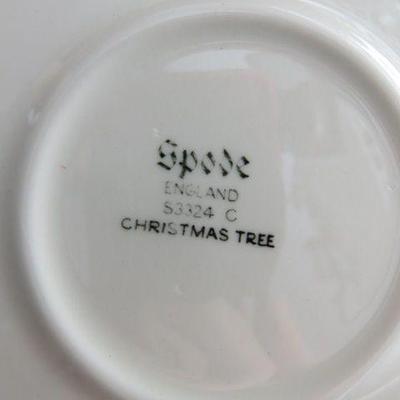 Spode
ENGLAND
S3324 C
CHRISTMAS TREE